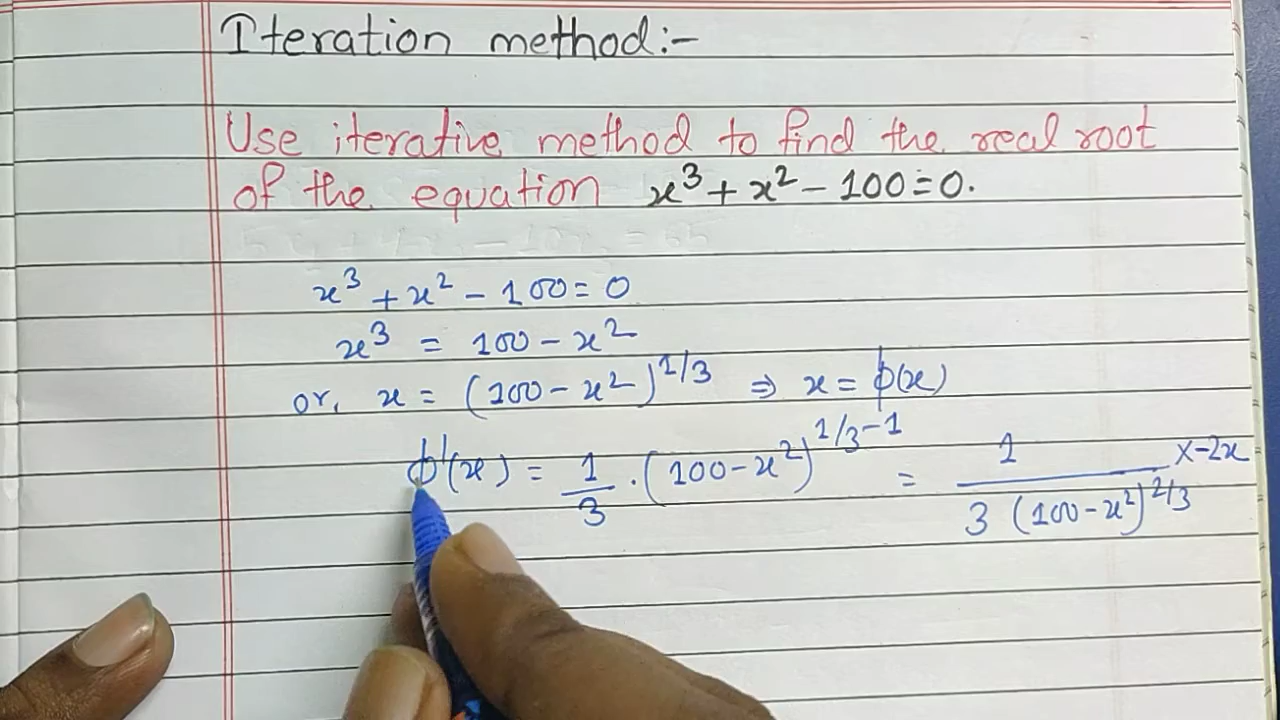 Iteration method:-
Use iterative method to find the real root
of the equation x³ + x² - 100 = 0.
x³ + x² - 100 = 0
x³ = 100 - x²
or, x = (100 - x²)^1/3 ⇒ x = ϕ(x)
ϕ'(x) = 1/3 · (100 - x²)^1/3-1 = 1/3 (100 - x²)^2/3 × -2x